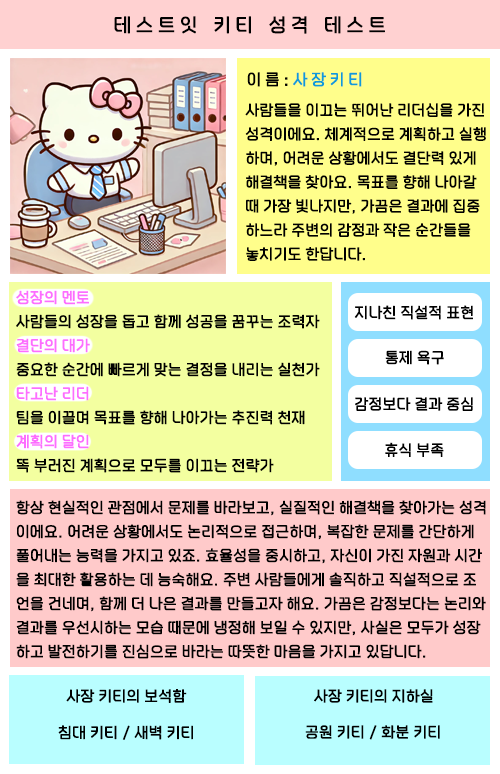 테스트잇 키티 성격 테스트
이름 : 사장키티
사람들을 이끄는 뛰어난 리더십을 가진
성격이에요. 체계적으로 계획하고 실행
하며, 어려운 상황에서도 결단력 있게
해결책을 찾아요. 목표를 향해 나아갈
때 가장 빛나지만, 가끔은 결과에 집중
하느라 주변의 감정과 작은 순간들을
놓치기도 한답니다.
성장의 멘토
사람들의 성장을 돕고 함께 성공을 꿈꾸는 조력자
결단의 대가
중요한 순간에 빠르게 맞는 결정을 내리는 실천가
타고난 리더
팀을 이끌며 목표를 향해 나아가는 추진력 천재
계획의 달인
똑 부러진 계획으로 모두를 이끄는 전략가
지나친 직설적 표현
통제 욕구
감정보다 결과 중심
휴식 부족
항상 현실적인 관점에서 문제를 바라보고, 실질적인 해결책을 찾아가는 성격
이에요. 어려운 상황에서도 논리적으로 접근하며, 복잡한 문제를 간단하게
풀어내는 능력을 가지고 있죠. 효율성을 중시하고, 자신이 가진 자원과 시간
을 최대한 활용하는 데 능숙해요. 주변 사람들에게 솔직하고 직설적으로 조
언을 건네며, 함께 더 나은 결과를 만들고자 해요. 가끔은 감정보다는 논리와
결과를 우선시하는 모습 때문에 냉정해 보일 수 있지만, 사실은 모두가 성장
하고 발전하기를 진심으로 바라는 따뜻한 마음을 가지고 있답니다.
사장 키티의 보석함
침대 키티 / 새벽 키티
사장 키티의 지하실
공원 키티 / 화분 키티